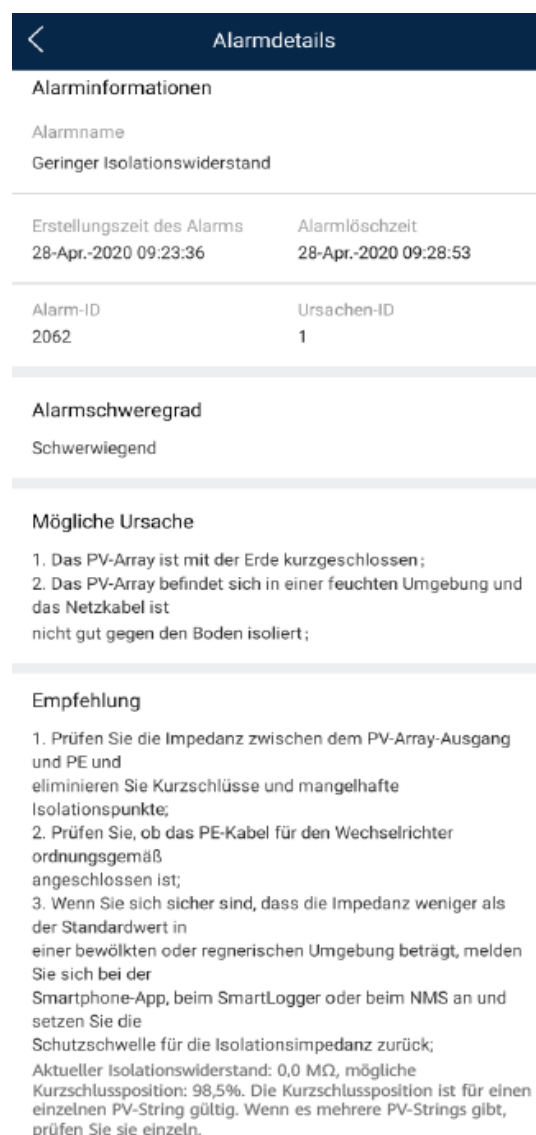 Alarmdetails
Alarminformationen
Alarmname
Geringer Isolationswiderstand
Erstellungszeit des Alarms
28-Apr.-2020 09:23:36
Alarmlöschzeit
28-Apr.-2020 09:28:53
Alarm-ID
2062
Ursachen-ID
1
Alarmschweregrad
Schwerwiegend
Mögliche Ursache
1. Das PV-Array ist mit der Erde kurzgeschlossen;
2. Das PV-Array befindet sich in einer feuchten Umgebung und
das Netzkabel ist
nicht gut gegen den Boden isoliert;
Empfehlung
1. Prüfen Sie die Impedanz zwischen dem PV-Array-Ausgang
und PE und
eliminieren Sie Kurzschlüsse und mangelhafte
Isolationspunkte;
2. Prüfen Sie, ob das PE-Kabel für den Wechselrichter
ordnungsgemäß
angeschlossen ist;
3. Wenn Sie sich sicher sind, dass die Impedanz weniger als
der Standardwert in
einer bewölkten oder regnerischen Umgebung beträgt, melden
Sie sich bei der
Smartphone-App, beim SmartLogger oder beim NMS an und
setzen Sie die
Schutzschwelle für die Isolationsimpedanz zurück;
Aktueller Isolationswiderstand: 0,0 MΩ, mögliche
Kurzschlussposition: 98,5%. Die Kurzschlussposition ist für einen
einzelnen PV-String gültig. Wenn es mehrere PV-Strings gibt,
prüfen Sie sie einzeln.